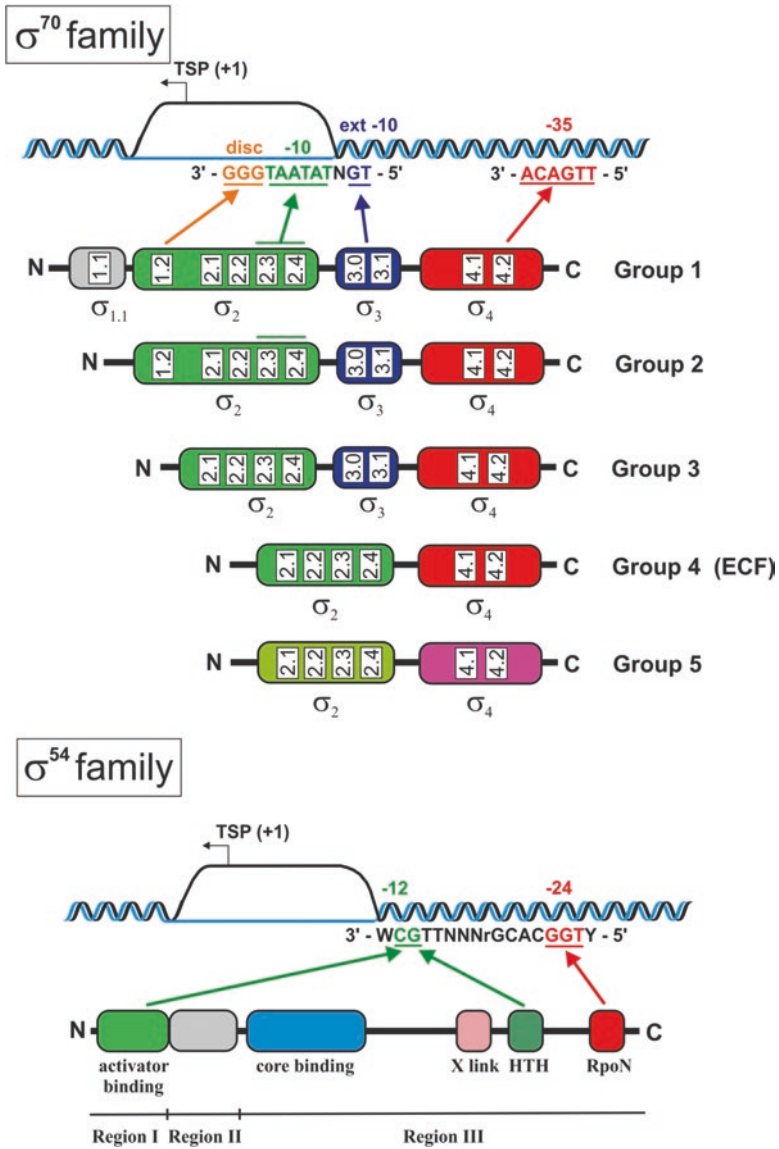 σ70 family
TSP (+1)
disc -10 ext -10 -35
3' - GGGTAATATNGT - 5' 3' - ACAGTT - 5'
N 1.1 1.2 2.1 2.2 2.3 2.4 3.0 3.1 4.1 4.2 C Group 1
σ1.1 σ2 σ3 σ4
N 1.2 2.1 2.2 2.3 2.4 3.0 3.1 4.1 4.2 C Group 2
σ2 σ3 σ4
N 2.1 2.2 2.3 2.4 3.0 3.1 4.1 4.2 C Group 3
σ2 σ3 σ4
N 2.1 2.2 2.3 2.4 4.1 4.2 C Group 4 (ECF)
σ2 σ4
N 2.1 2.2 2.3 2.4 4.1 4.2 C Group 5
σ2 σ4
σ54 family
TSP (+1)
-12 -24
3' - WCGTTNNNrGCACGGTY - 5'
N C
activator binding core binding X link HTH RpoN
Region I Region II Region III